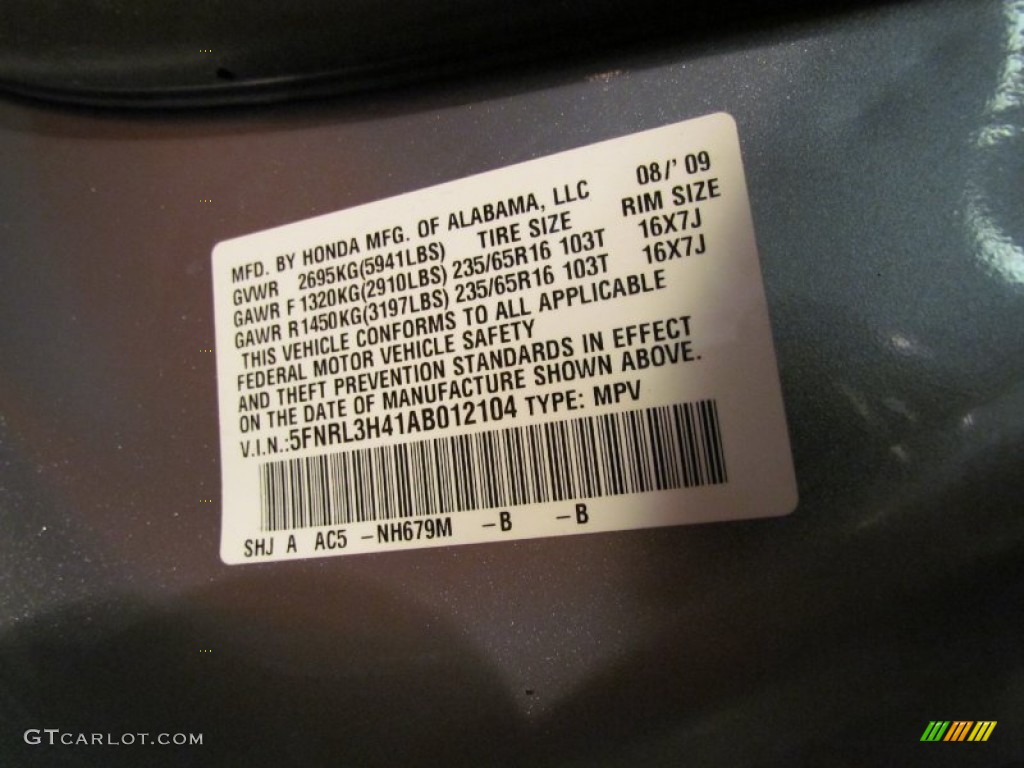 MFD. BY HONDA MFG. OF ALABAMA, LLC 08/' 09
GVWR 2695KG(5941LBS) TIRE SIZE RIM SIZE
GAWR F 1320KG(2910LBS) 235/65R16 103T 16X7J
GAWR R1450KG(3197LBS) 235/65R16 103T 16X7J
THIS VEHICLE CONFORMS TO ALL APPLICABLE
FEDERAL MOTOR VEHICLE SAFETY
AND THEFT PREVENTION STANDARDS IN EFFECT
ON THE DATE OF MANUFACTURE SHOWN ABOVE.
V.I.N.:5FNRL3H41AB012104 TYPE: MPV
SHJ A AC5 -NH679M -B -B
GTCARLOT.COM